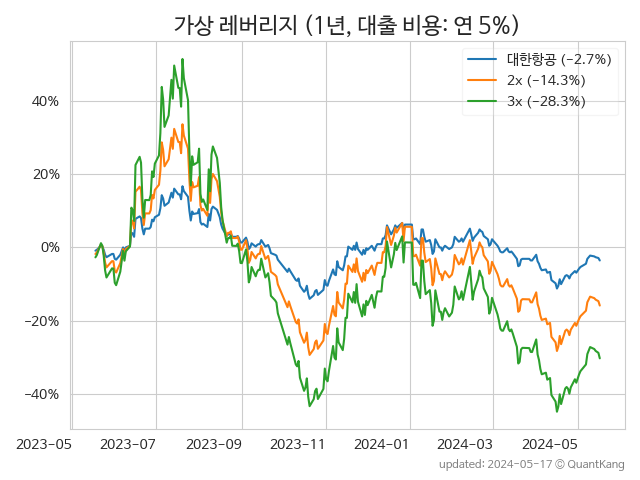 가상 레버리지 (1년, 대출 비용: 연 5%)
대한항공 (−2.7%)
2x (−14.3%)
3x (−28.3%)
40%
20%
0%
−20%
−40%
2023−05 2023−07 2023−09 2023−11 2024−01 2024−03 2024−05
updated: 2024−05−17 © QuantKang